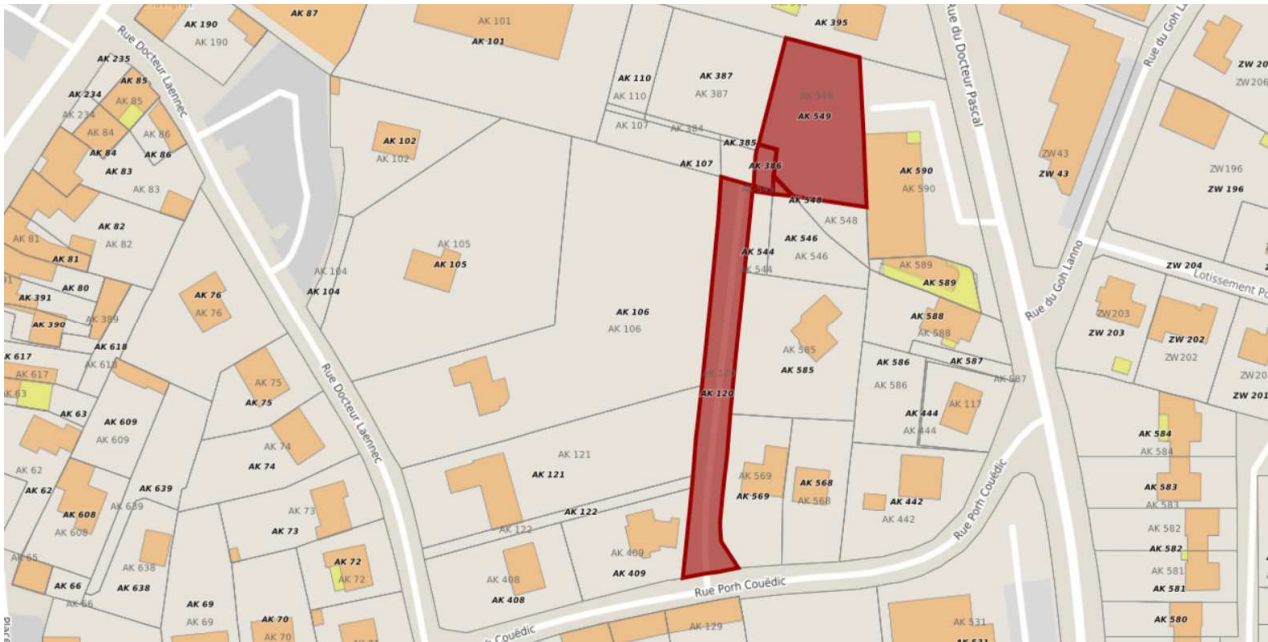 AK 87
AK 190
AK 190
AK 101
AK 101
AK 395
Rue du Docteur Pascal
Rue Docteur Laennec
AK 235
AK 85
AK 85
AK 234
AK 234
AK 84
AK 84
AK 86
AK 86
AK 83
AK 83
AK 102
AK 102
AK 110
AK 110
AK 387
AK 387
AK 107
AK 384
AK 107
AK 385
AK 386
AK 549
AK 590
AK 590
ZW43
ZW 43
ZW206
ZW196
ZW 196
AK 82
AK 82
AK 81
AK 81
AK 80
AK 391
AK 390
AK 389
AK 76
AK 76
AK 105
AK 105
AK 104
AK 104
AK 106
AK 106
AK 544
AK 544
AK 548
AK 548
AK 546
AK 546
AK 589
AK 589
AK 588
AK 588
Rue du Goh Lanno
ZW 204
ZW203
ZW 203
ZW 202
ZW202
ZW 201
AK 618
AK 618
AK 617
AK 63
AK 609
AK 609
AK 75
AK 75
Rue Docteur Laennec
AK 120
AK 585
AK 585
AK 586
AK 586
AK 587
AK 587
AK 444
AK 444
AK 117
AK 62
AK 62
AK 639
AK 639
AK 74
AK 74
AK 73
AK 73
AK 608
AK 608
AK 121
AK 121
AK 122
AK 122
AK 569
AK 569
AK 568
AK 568
AK 442
AK 442
Rue Porh Couëdic
AK 584
AK 584
AK 583
AK 583
AK 582
AK 582
AK 581
AK 581
AK 580
AK 65
AK 66
AK 66
AK 638
AK 638
AK 69
AK 69
AK 72
AK 72
AK 70
AK 70
AK 408
AK 408
AK 409
AK 409
Rue Porh Couëdic
AK 129
AK 531